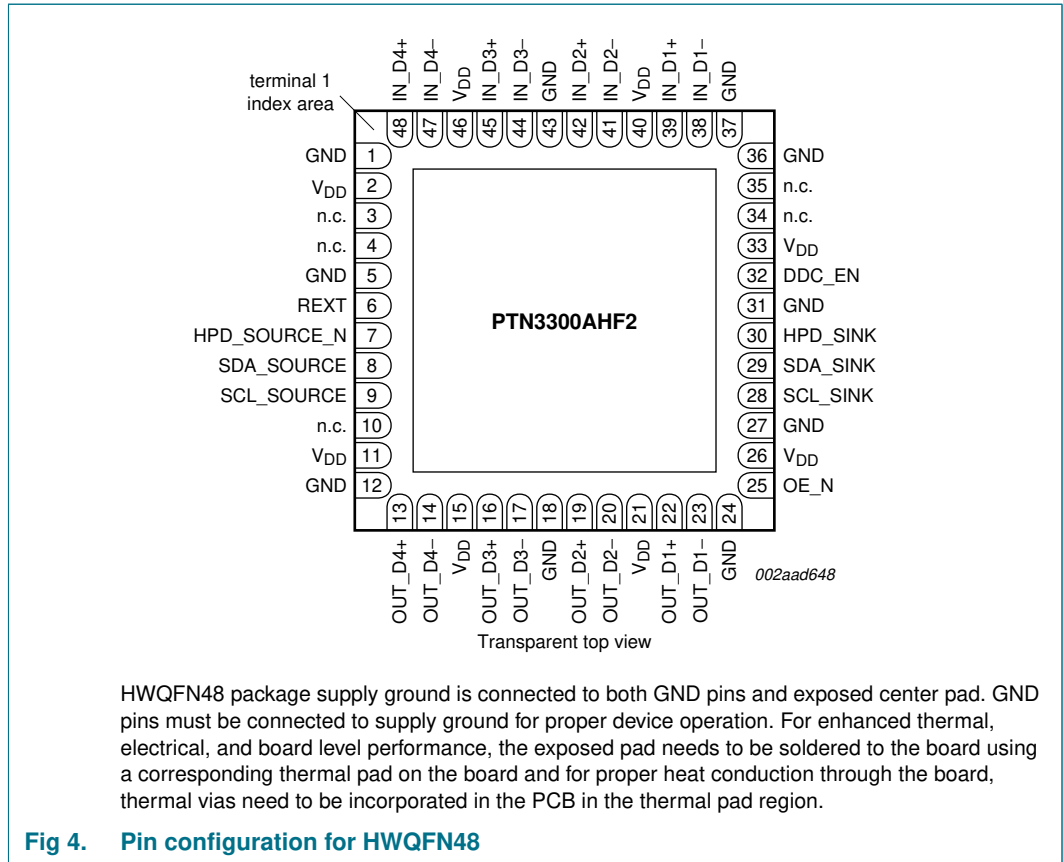 IN_D4+ IN_D4− VDD IN_D3+ IN_D3− GND IN_D2+ IN_D2− VDD IN_D1+ IN_D1− GND
terminal 1
index area
48 47 46 45 44 43 42 41 40 39 38 37
GND 1 36 GND
VDD 2 35 n.c.
n.c. 3 34 n.c.
n.c. 4 33 VDD
GND 5 32 DDC_EN
REXT 6 31 GND
PTN3300AHF2
HPD_SOURCE_N 7 30 HPD_SINK
SDA_SOURCE 8 29 SDA_SINK
SCL_SOURCE 9 28 SCL_SINK
n.c. 10 27 GND
VDD 11 26 VDD
GND 12 25 OE_N
13 14 15 16 17 18 19 20 21 22 23 24
OUT_D4+ OUT_D4− VDD OUT_D3+ OUT_D3− GND OUT_D2+ OUT_D2− VDD OUT_D1+ OUT_D1− GND
002aad648
Transparent top view
HWQFN48 package supply ground is connected to both GND pins and exposed center pad. GND
pins must be connected to supply ground for proper device operation. For enhanced thermal,
electrical, and board level performance, the exposed pad needs to be soldered to the board using
a corresponding thermal pad on the board and for proper heat conduction through the board,
thermal vias need to be incorporated in the PCB in the thermal pad region.
Fig 4. Pin configuration for HWQFN48